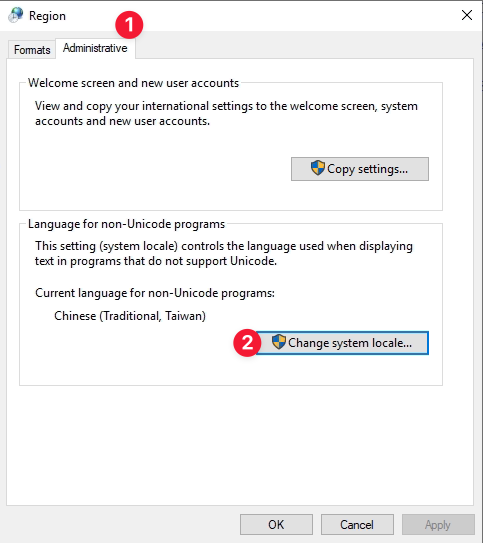 Region
1
Formats
Administrative
Welcome screen and new user accounts
View and copy your international settings to the welcome screen, system
accounts and new user accounts.
Copy settings...
Language for non-Unicode programs
This setting (system locale) controls the language used when displaying
text in programs that do not support Unicode.
Current language for non-Unicode programs:
Chinese (Traditional, Taiwan)
2
Change system locale...
OK
Cancel
Apply